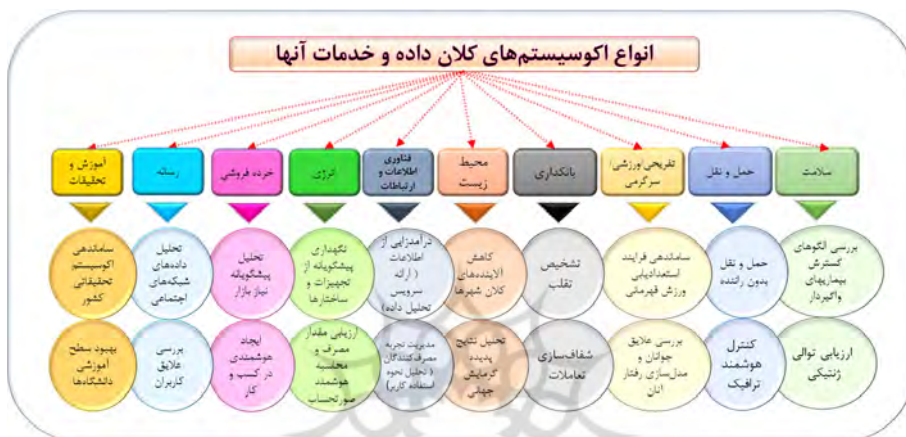 انواع اکوسیستم‌های کلان داده و خدمات آنها
سلامت
بررسی الگوهای
گسترش
بیماریهای
واگیردار
ارزیابی توالی
ژنتیکی
حمل و نقل
حمل و نقل
بدون راننده
کنترل
هوشمند
ترافیک
تفریحی/ورزشی/
سرگرمی
ساماندهی فرایند
استعدادیابی
ورزش قهرمانی
بررسی علایق
جوانان و
مدل‌سازی رفتار
آنان
بانکداری
تشخیص
تقلب
شفاف‌سازی
تعاملات
محیط
زیست
کاهش
آلاینده‌های
کلان شهرها
تحلیل نتایج
پدیده
گرمایش
جهانی
فناوری
اطلاعات و
ارتباطات
درآمدزایی از
اطلاعات
( ارائه
سرویس
تحلیل داده)
مدیریت تجربه
مصرف‌کنندگان
( تحلیل نحوه
استفاده کاربر)
انرژی
نگهداری
پیشگویانه از
تجهیزات و
ساختارها
ارزیابی مقدار
مصرف و
محاسبه
هوشمند
صورتحساب
خرده فروشی
تحلیل
پیشگویانه
نیاز بازار
ایجاد
هوشمندی
در کسب و
کار
رسانه
تحلیل
داده‌های
شبکه‌های
اجتماعی
بررسی
علایق
کاربران
آموزش و
تحقیقات
ساماندهی
اکوسیستم
تحقیقاتی
کشور
بهبود سطح
آموزشی
دانشگاه‌ها